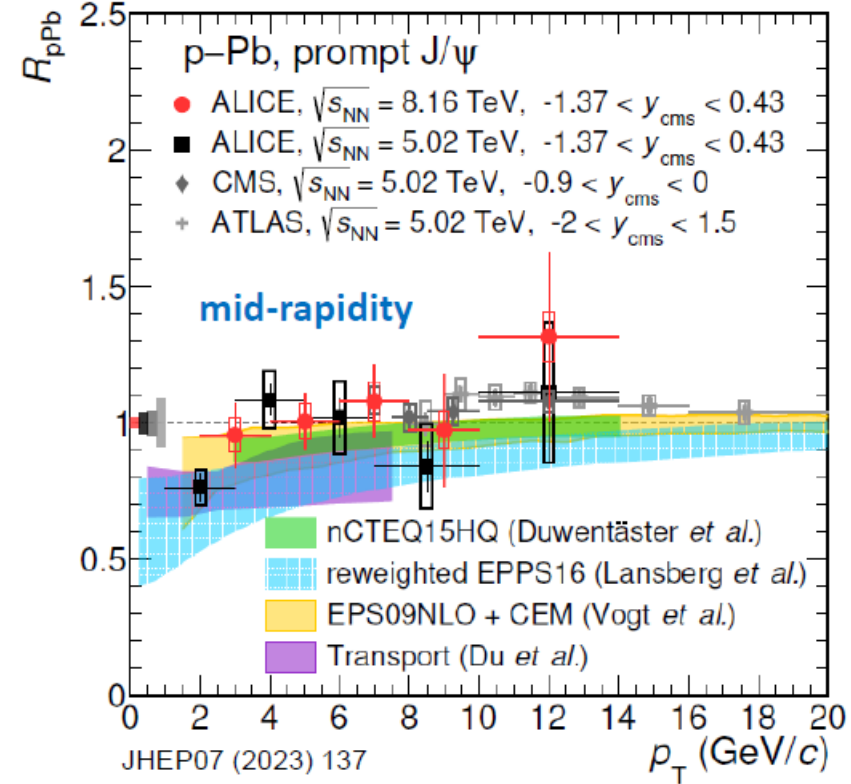 2.5
R_pPb
p–Pb, prompt J/ψ
ALICE, √s_NN = 8.16 TeV, -1.37 < y_cms < 0.43
ALICE, √s_NN = 5.02 TeV, -1.37 < y_cms < 0.43
2
CMS, √s_NN = 5.02 TeV, -0.9 < y_cms < 0
ATLAS, √s_NN = 5.02 TeV, -2 < y_cms < 1.5
1.5
mid-rapidity
1
nCTEQ15HQ (Duwentäster et al.)
0.5
reweighted EPPS16 (Lansberg et al.)
EPS09NLO + CEM (Vogt et al.)
Transport (Du et al.)
0
0 2 4 6 8 10 12 14 16 18 20
JHEP07 (2023) 137
p_T (GeV/c)